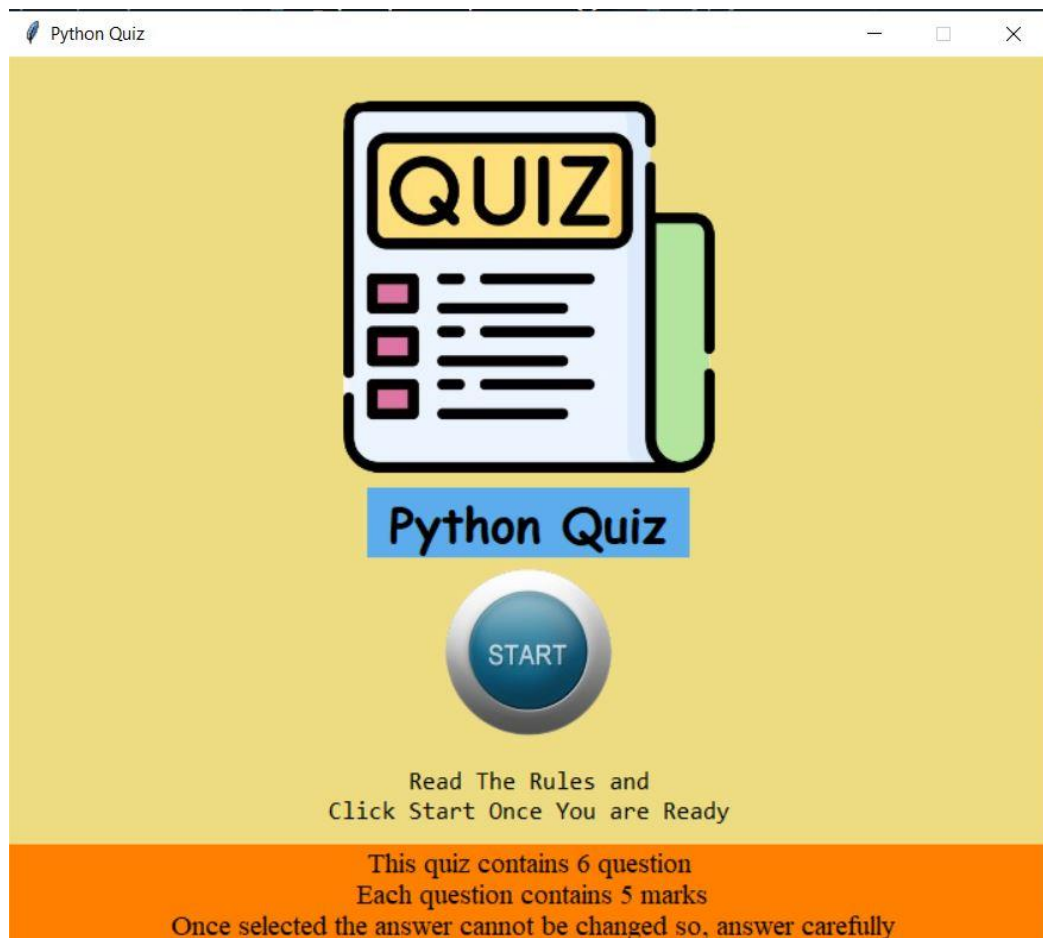 Python Quiz
QUIZ
Python Quiz
START
Read The Rules and
Click Start Once You are Ready
This quiz contains 6 question
Each question contains 5 marks
Once selected the answer cannot be changed so, answer carefully